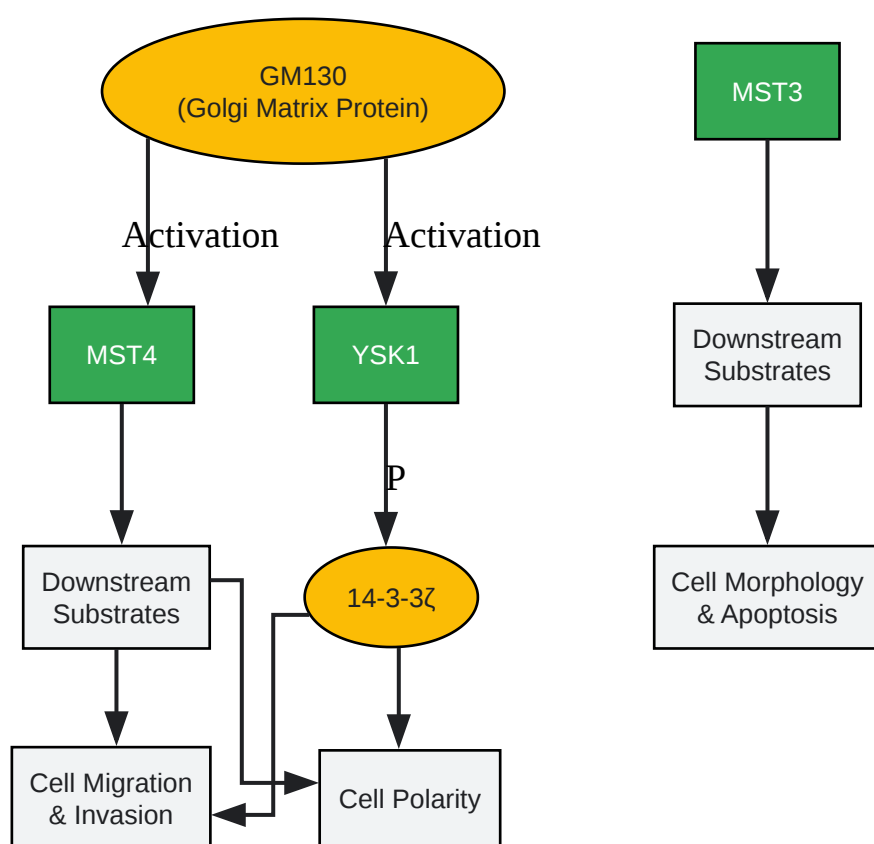 GM130
(Golgi Matrix Protein)
MST3
Activation
Activation
MST4
YSK1
Downstream
Substrates
P
Downstream
Substrates
14-3-3ζ
Cell Morphology
& Apoptosis
Cell Migration
& Invasion
Cell Polarity